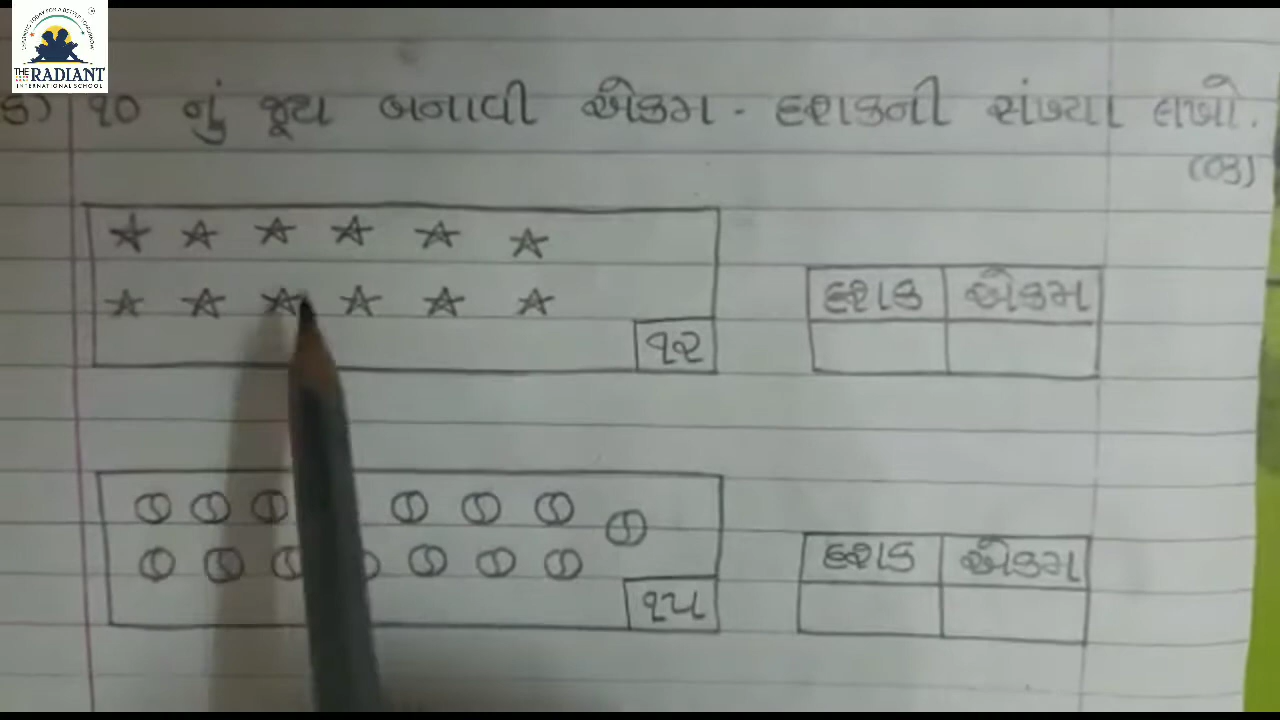 THE RADIANT
INTERNATIONAL SCHOOL
ક) ૧૦ નું જૂથ બનાવી એકમ - દશકની સંખ્યા લખો.
(૦૩)
૧૨
દશક એકમ
૧૫
દશક એકમ